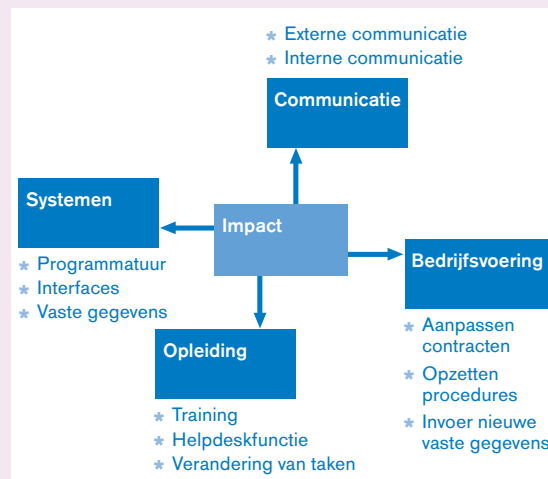 * Externe communicatie
* Interne communicatie
Communicatie
Systemen
* Programmatuur
* Interfaces
* Vaste gegevens
Impact
Bedrijfsvoering
* Aanpassen
contracten
* Opzetten
procedures
* Invoer nieuwe
vaste gegevens
Opleiding
* Training
* Helpdeskfunctie
* Verandering van taken